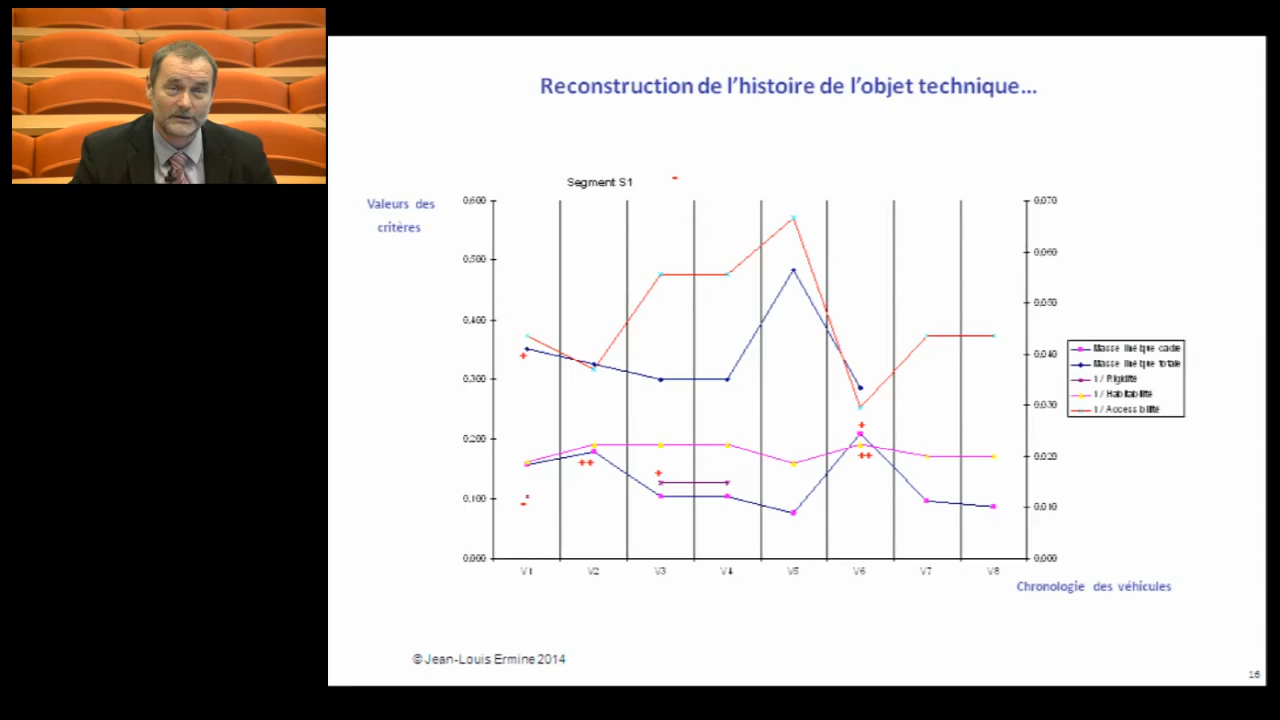 Reconstruction de l'histoire de l'objet technique...
Segment S1
Valeurs des
critères
0,600
0,500
0,400
0,300
0,200
0,100
0,000
0,070
0,060
0,050
0,040
0,030
0,020
0,010
0,000
V1 V2 V3 V4 V5 V6 V7 V8
Masse linéique cadre
Masse linéique totale
1 / Rigidité
1 / Habitabilité
1 / Accessibilité
Chronologie des véhicules
© Jean-Louis Ermine 2014
16